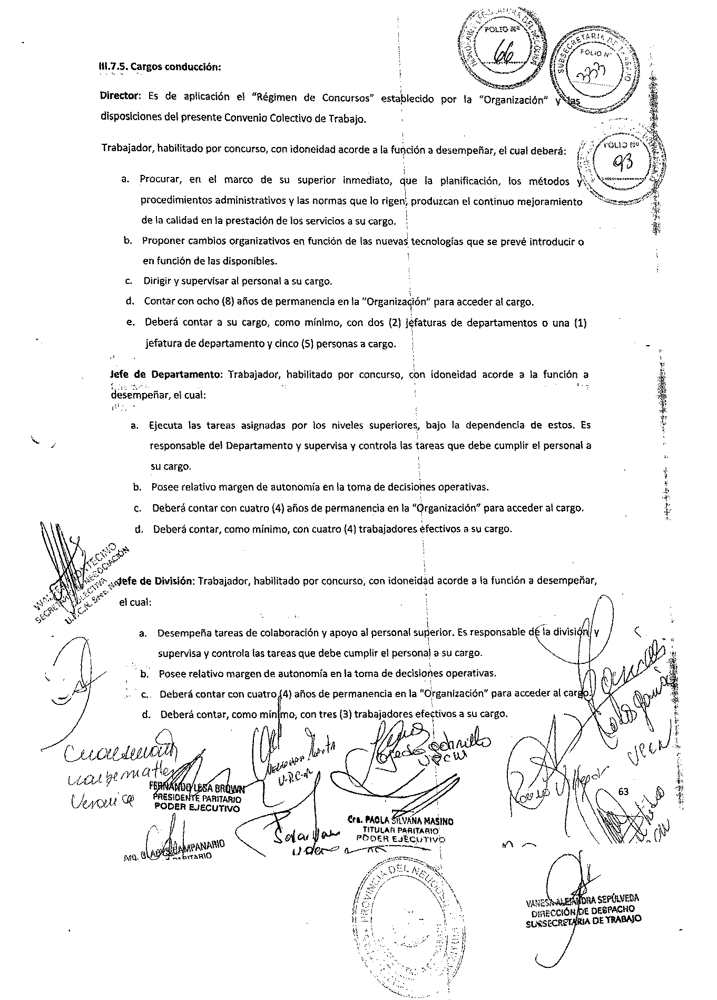 FOLIO Nº
66
SUBSECRETARIA DE TRABAJO
FOLIO Nº
333
FOLIO Nº
93
III.7.5. Cargos conducción:
Director: Es de aplicación el “Régimen de Concursos” establecido por la “Organización” y las
disposiciones del presente Convenio Colectivo de Trabajo.
Trabajador, habilitado por concurso, con idoneidad acorde a la función a desempeñar, el cual deberá:
a. Procurar, en el marco de su superior inmediato, que la planificación, los métodos y
procedimientos administrativos y las normas que lo rigen, produzcan el continuo mejoramiento
de la calidad en la prestación de los servicios a su cargo.
b. Proponer cambios organizativos en función de las nuevas tecnologías que se prevé introducir o
en función de las disponibles.
c. Dirigir y supervisar al personal a su cargo.
d. Contar con ocho (8) años de permanencia en la “Organización” para acceder al cargo.
e. Deberá contar a su cargo, como mínimo, con dos (2) jefaturas de departamentos o una (1)
jefatura de departamento y cinco (5) personas a cargo.
Jefe de Departamento: Trabajador, habilitado por concurso, con idoneidad acorde a la función a
desempeñar, el cual:
a. Ejecuta las tareas asignadas por los niveles superiores, bajo la dependencia de estos. Es
responsable del Departamento y supervisa y controla las tareas que debe cumplir el personal a
su cargo.
b. Posee relativo margen de autonomía en la toma de decisiones operativas.
c. Deberá contar con cuatro (4) años de permanencia en la “Organización” para acceder al cargo.
d. Deberá contar, como mínimo, con cuatro (4) trabajadores efectivos a su cargo.
Jefe de División: Trabajador, habilitado por concurso, con idoneidad acorde a la función a desempeñar,
el cual:
a. Desempeña tareas de colaboración y apoyo al personal superior. Es responsable de la división y
supervisa y controla las tareas que debe cumplir el personal a su cargo.
b. Posee relativo margen de autonomía en la toma de decisiones operativas.
c. Deberá contar con cuatro (4) años de permanencia en la “Organización” para acceder al cargo.
d. Deberá contar, como mínimo, con tres (3) trabajadores efectivos a su cargo.
Veronica
UPCN
63
FERNANDO LESA BROWN
PRESIDENTE PARITARIO
PODER EJECUTIVO
Cra. PAOLA SILVANA MASINO
TITULAR PARITARIO
PODER EJECUTIVO
GLADYS CAMPANARIO
PARITARIO
PROVINCIA DEL NEUQUEN
VANESA ALEJANDRA SEPÚLVEDA
DIRECCIÓN DE DESPACHO
SUBSECRETARIA DE TRABAJO